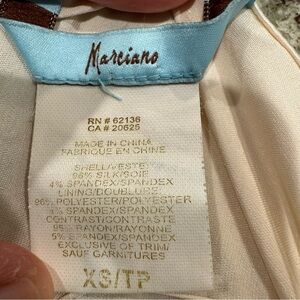 Marciano
RN # 62136
CA # 20625
MADE IN CHINA
FABRIQUE EN CHINE
SHELL/VESTE:
96% SILK/SOIE
4% SPANDEX/SPANDEX
LINING/DOUBLURE:
96% POLYESTER/POLYESTER
4% SPANDEX/SPANDEX
CONTRAST/CONTRASTE:
95% RAYON/RAYONNE
5% SPANDEX/SPANDEX
EXCLUSIVE OF TRIM/
SAUF GARNITURES
XS/TP